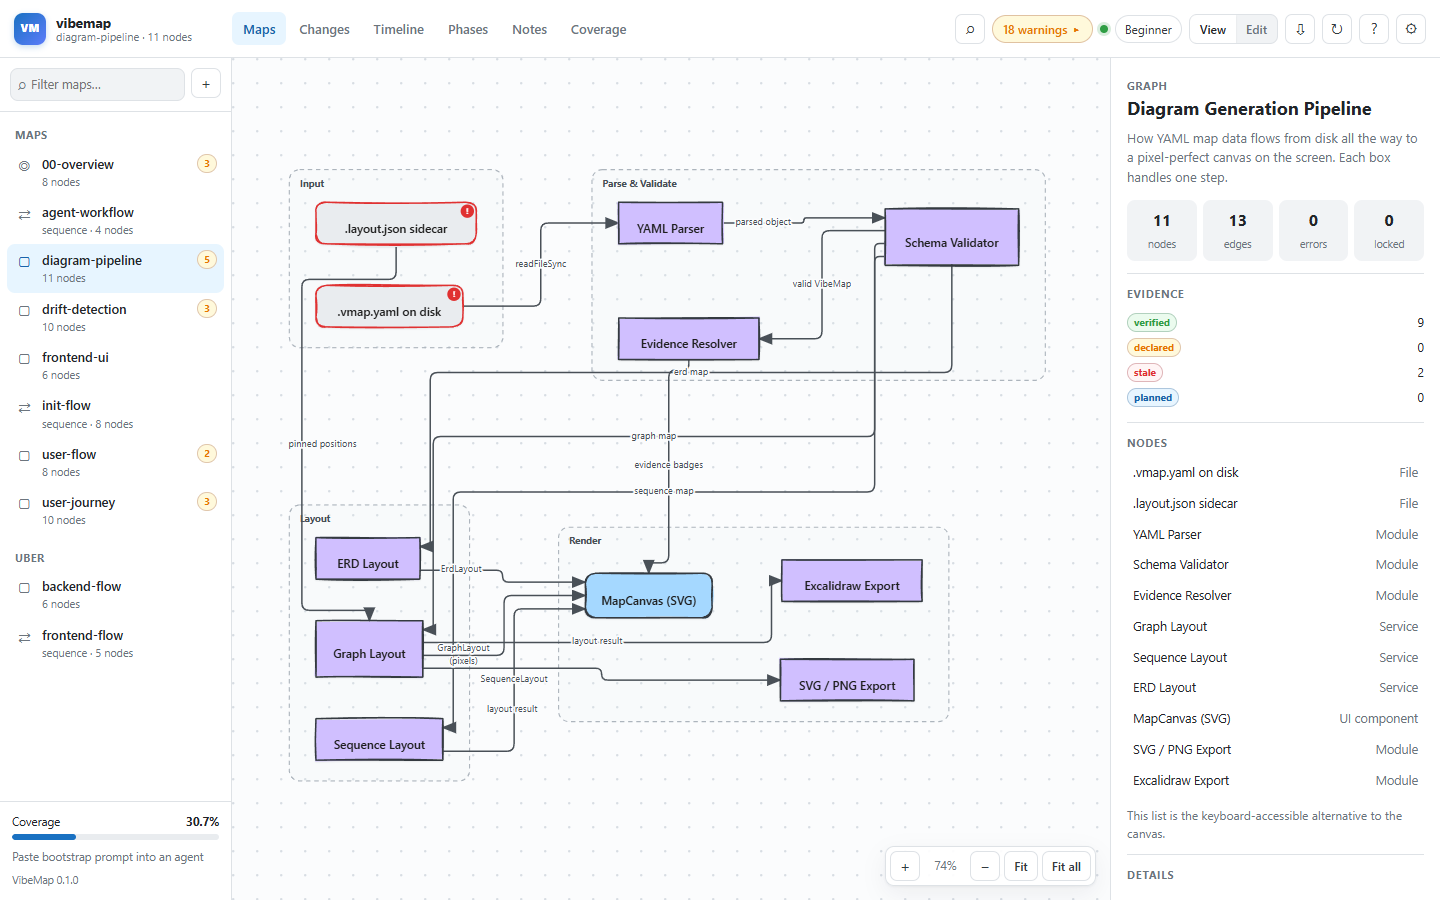 VM
vibemap
diagram-pipeline · 11 nodes
Maps
Changes
Timeline
Phases
Notes
Coverage
18 warnings ▸
Beginner
View
Edit
?
Filter maps...
+
MAPS
00-overview
3
8 nodes
agent-workflow
sequence · 4 nodes
diagram-pipeline
5
11 nodes
drift-detection
3
10 nodes
frontend-ui
6 nodes
init-flow
sequence · 8 nodes
user-flow
2
8 nodes
user-journey
3
10 nodes
UBER
backend-flow
6 nodes
frontend-flow
sequence · 5 nodes
Coverage
30.7%
Paste bootstrap prompt into an agent
VibeMap 0.1.0
Input
.layout.json sidecar
!
.vmap.yaml on disk
!
readFileSync
Parse & Validate
YAML Parser
parsed object
Schema Validator
valid VibeMap
Evidence Resolver
erd map
pinned positions
graph map
evidence badges
sequence map
Layout
ERD Layout
ErdLayout
Graph Layout
GraphLayout
(pixels)
SequenceLayout
layout result
Sequence Layout
Render
MapCanvas (SVG)
Excalidraw Export
layout result
SVG / PNG Export
+
74%
−
Fit
Fit all
GRAPH
Diagram Generation Pipeline
How YAML map data flows from disk all the way to
a pixel-perfect canvas on the screen. Each box
handles one step.
11
nodes
13
edges
0
errors
0
locked
EVIDENCE
verified
9
declared
0
stale
2
planned
0
NODES
.vmap.yaml on disk
File
.layout.json sidecar
File
YAML Parser
Module
Schema Validator
Module
Evidence Resolver
Module
Graph Layout
Service
Sequence Layout
Service
ERD Layout
Service
MapCanvas (SVG)
UI component
SVG / PNG Export
Module
Excalidraw Export
Module
This list is the keyboard-accessible alternative to the
canvas.
DETAILS